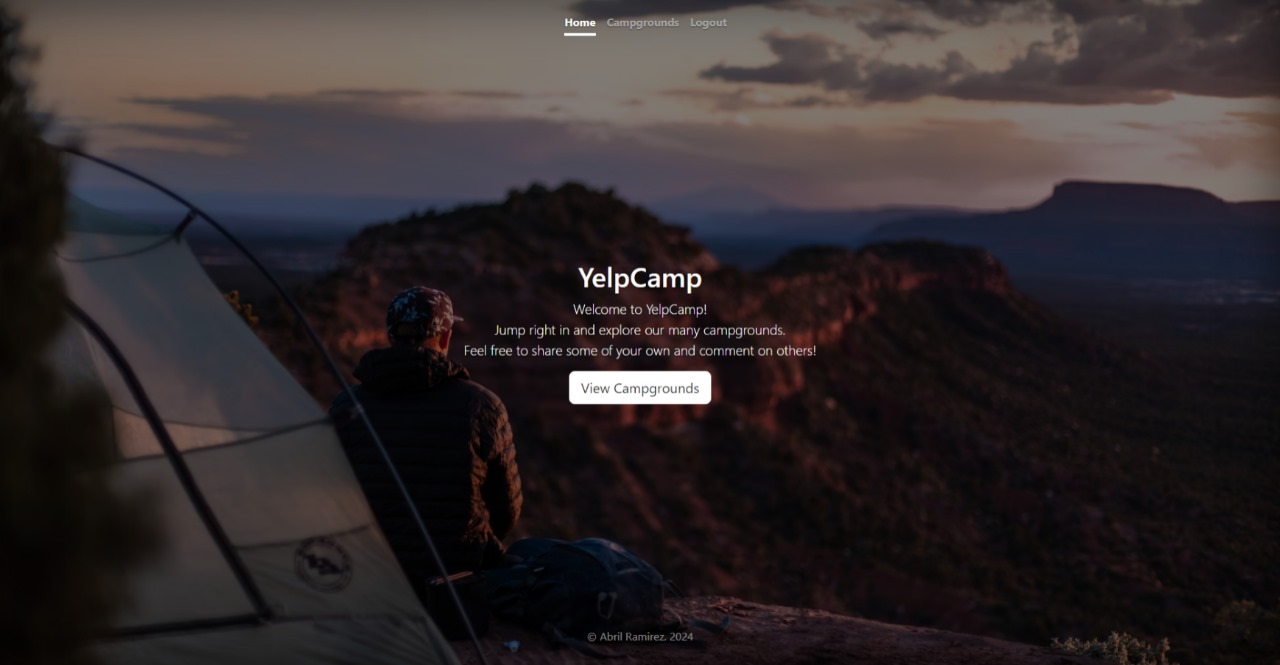 Home Campgrounds Logout
YelpCamp
Welcome to YelpCamp!
Jump right in and explore our many campgrounds.
Feel free to share some of your own and comment on others!
View Campgrounds
© Abril Ramirez. 2024